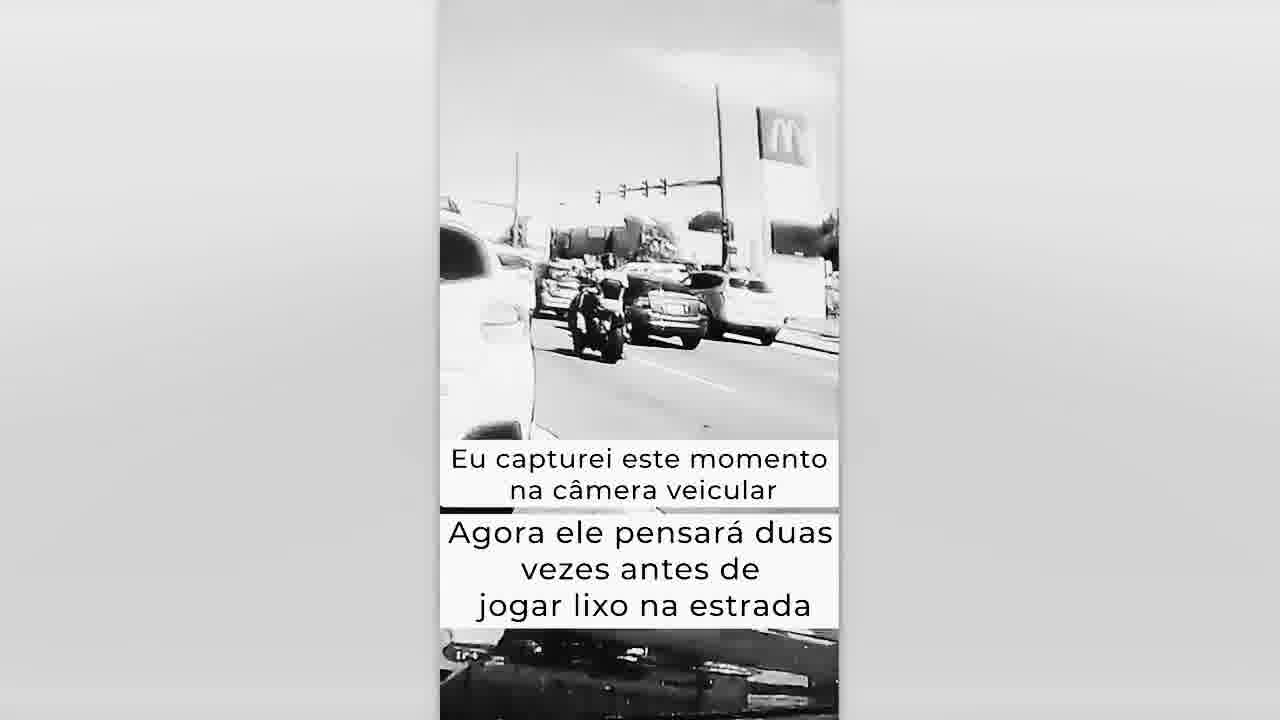 Eu capturei este momento
na câmera veicular
Agora ele pensará duas
vezes antes de
jogar lixo na estrada